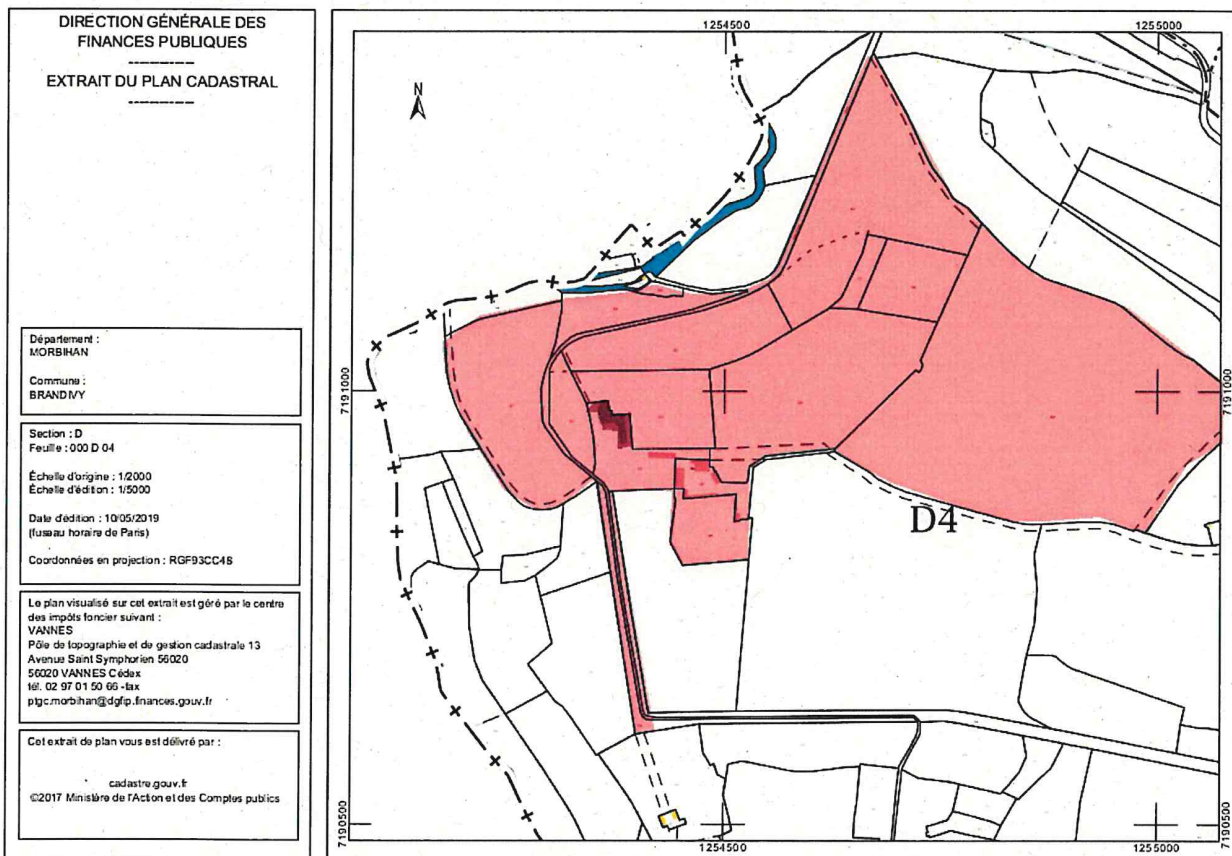 DIRECTION GÉNÉRALE DES
FINANCES PUBLIQUES
----------
EXTRAIT DU PLAN CADASTRAL
----------
Département :
MORBIHAN
Commune :
BRANDIVY
Section : D
Feuille : 000 D 04
Échelle d'origine : 1/2000
Échelle d'édition : 1/5000
Date d'édition : 10/05/2019
(fuseau horaire de Paris)
Coordonnées en projection : RGF93CC48
Le plan visualisé sur cet extrait est géré par le centre
des impôts foncier suivant :
VANNES
Pôle de topographie et de gestion cadastrale 13
Avenue Saint Symphorien 56020
56020 VANNES Cédex
tél. 02 97 01 50 66 -fax
ptgc.morbihan@dgfip.finances.gouv.fr
Cet extrait de plan vous est délivré par :
cadastre.gouv.fr
©2017 Ministère de l'Action et des Comptes publics
1254500
1255000
N
7191000
7191000
D4
7190500
7190500
1254500
1255000